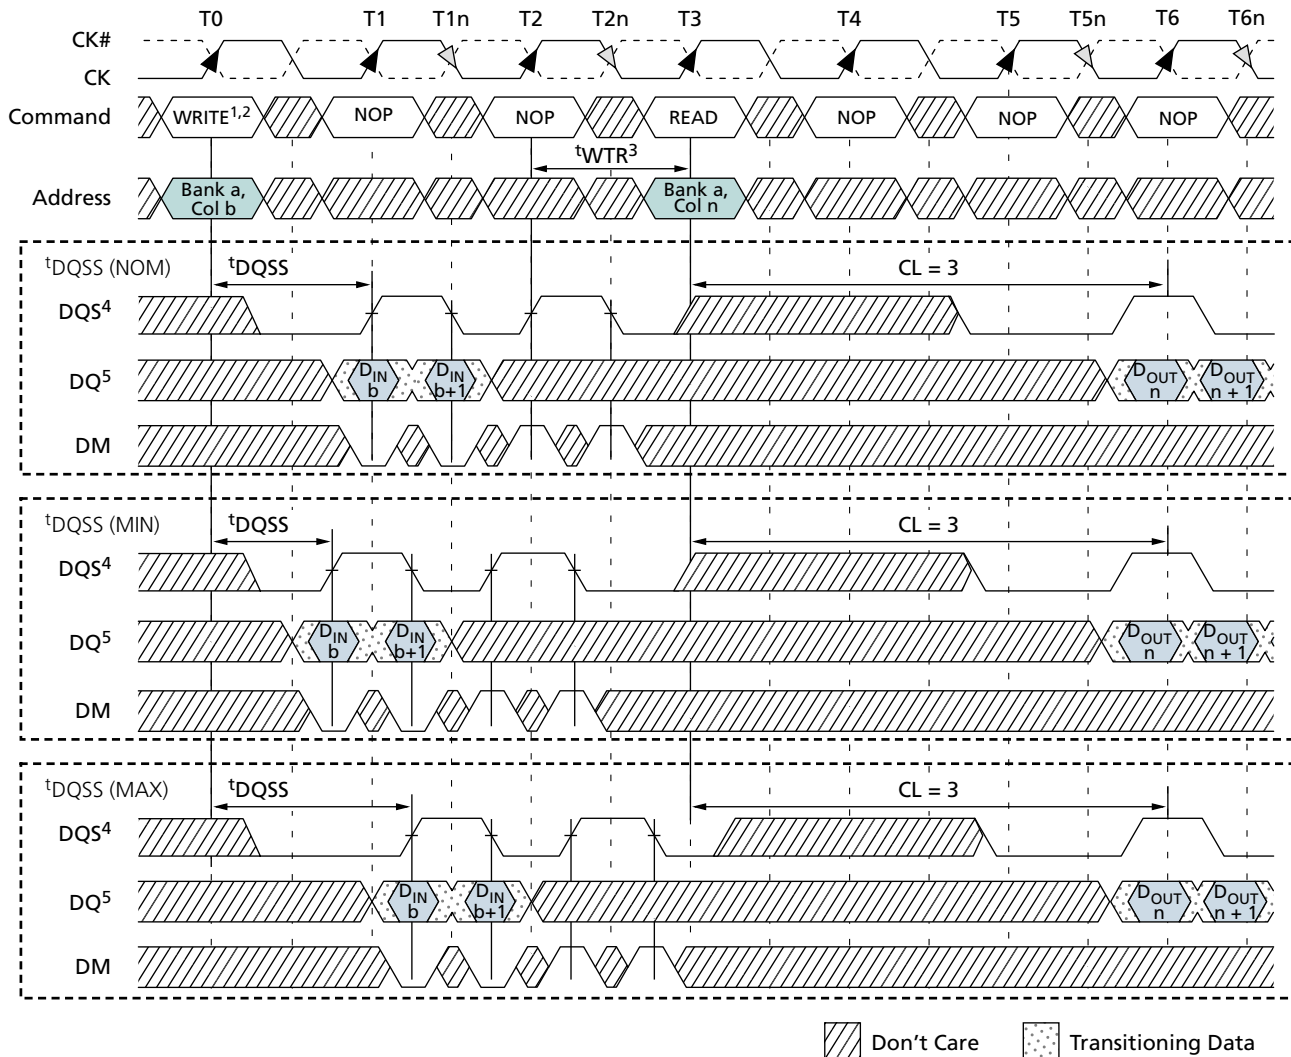 T0 T1 T1n T2 T2n T3 T4 T5 T5n T6 T6n
CK#
CK
Command WRITE1,2 NOP NOP READ NOP NOP NOP
tWTR3
Address Bank a, Col b Bank a, Col n
tDQSS (NOM) tDQSS CL = 3
DQS4
DQ5 DIN b DIN b+1 DOUT n DOUT n + 1
DM
tDQSS (MIN) tDQSS CL = 3
DQS4
DQ5 DIN b DIN b+1 DOUT n DOUT n + 1
DM
tDQSS (MAX) tDQSS CL = 3
DQS4
DQ5 DIN b DIN b+1 DOUT n DOUT n + 1
DM
Don't Care Transitioning Data